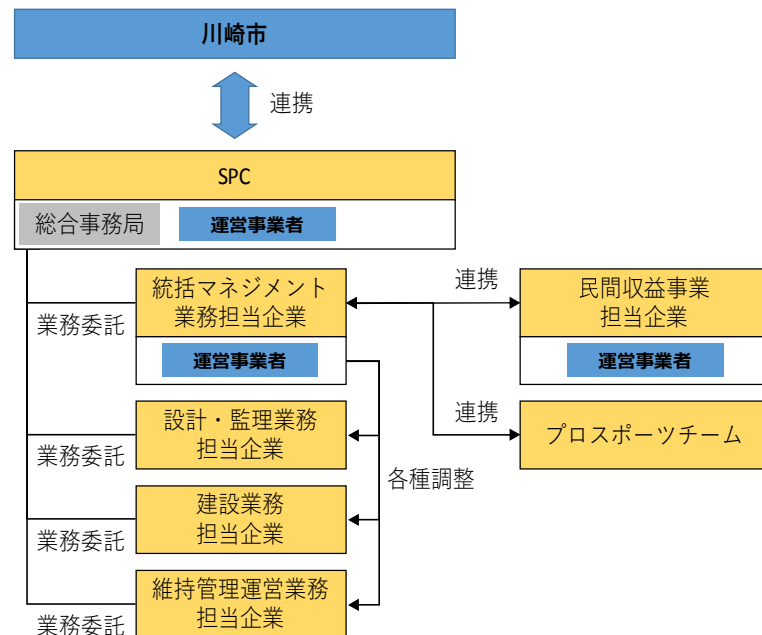 川崎市
連携
SPC
総合事務局
運営事業者
統括マネジメント
業務担当企業
運営事業者
業務委託
連携
民間収益事業
担当企業
運営事業者
設計・監理業務
担当企業
業務委託
連携
プロスポーツチーム
各種調整
建設業務
担当企業
業務委託
維持管理運営業務
担当企業
業務委託